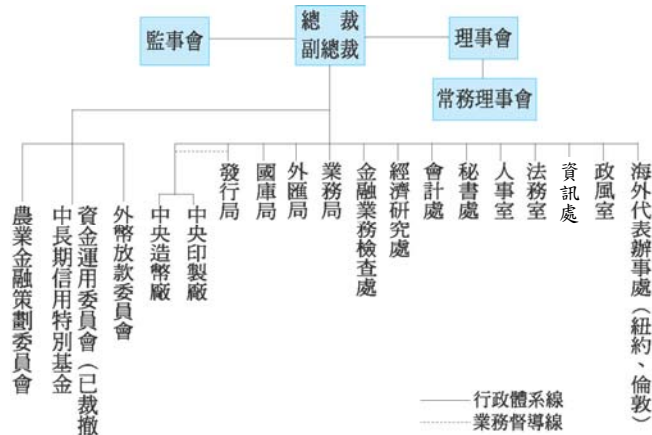 總裁
副總裁
監事會
理事會
常務理事會
農業金融策劃委員會
中長期信用特別基金
資金運用委員會（已裁撤
外幣放款委員會
中央造幣廠
中央印製廠
發行局
國庫局
外匯局
業務局
金融業務檢查處
經濟研究處
會計處
秘書處
人事室
法務室
資訊處
政風室
海外代表辦事處（紐約、倫敦）
行政體系線
業務督導線